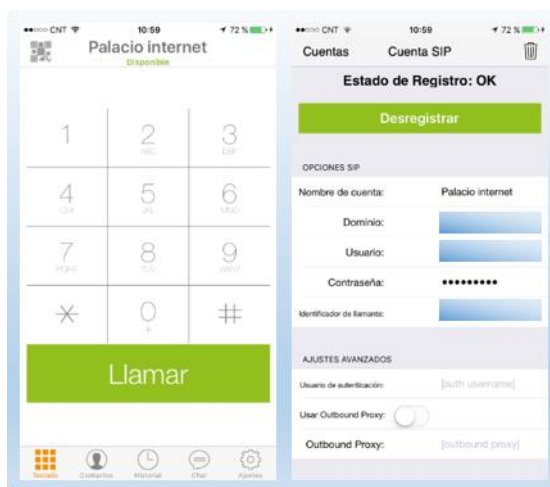 CNT 10:59 72 %
Palacio internet
Disponible
1 2 3
ABC DEF
4 5 6
GHI JKL MNO
7 8 9
PQRS TUV WXYZ
* 0 #
+
Llamar
Teclado Contactos Historial Chat Ajustes
CNT 10:59 72 %
Cuentas Cuenta SIP
Estado de Registro: OK
Desregistrar
OPCIONES SIP
Nombre de cuenta: Palacio internet
Dominio:
Usuario:
Contraseña: •••••••••
Identificador de llamante:
AJUSTES AVANZADOS
Usuario de autenticación: [auth username]
Usar Outbound Proxy:
Outbound Proxy: [outbound proxy]